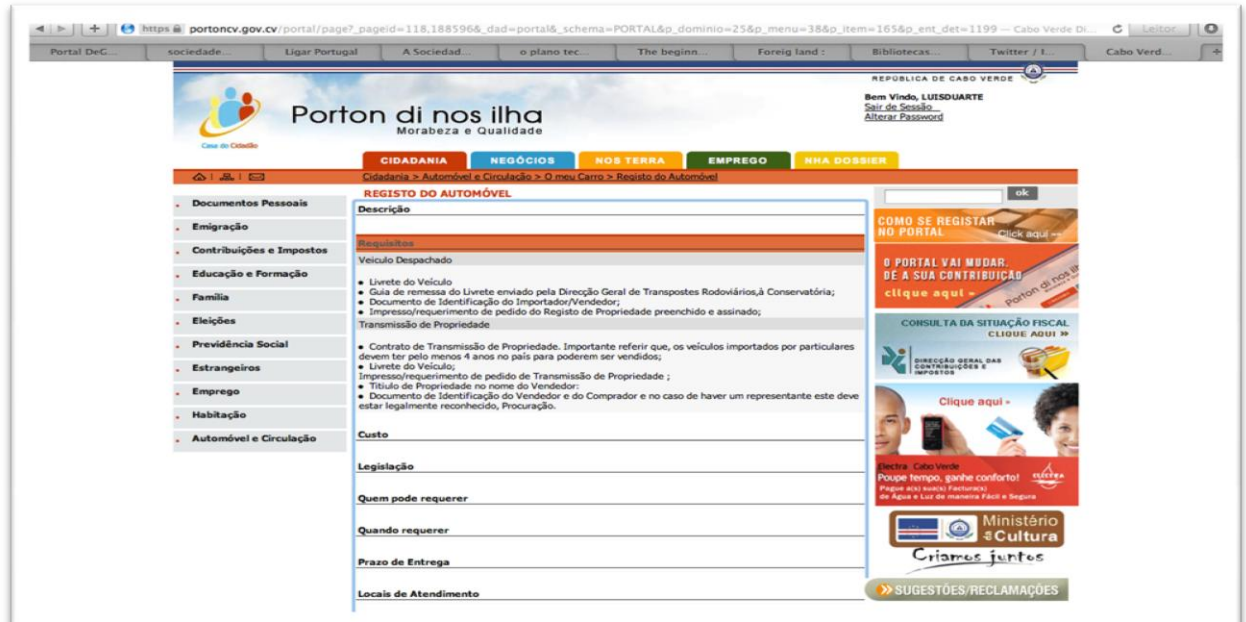 https portoncv.gov.cv/portal/page?_pageid=118,188596&_dad=portal&_schema=PORTAL&p_dominio=25&p_menu=38&p_item=165&p_ent_det=1199 — Cabo Verde Di... Leitor
Portal DeG... sociedade... Ligar Portugal A Sociedad... o plano tec... The beginn... Foreig land : Bibliotecas... Twitter / I... Cabo Verd...
REPÚBLICA DE CABO VERDE
Bem Vindo, LUISDUARTE
Sair de Sessão
Alterar Password
Porton di nos ilha
Morabeza e Qualidade
Casa do Cidadão
CIDADANIA NEGÓCIOS NOS TERRA EMPREGO NHA DOSSIER
Cidadania > Automóvel e Circulação > O meu Carro > Registo do Automóvel
Documentos Pessoais
Emigração
Contribuições e Impostos
Educação e Formação
Família
Eleições
Previdência Social
Estrangeiros
Emprego
Habitação
Automóvel e Circulação
REGISTO DO AUTOMÓVEL
Descrição
Requisitos
Veiculo Despachado
• Livrete do Veículo
• Guia de remessa do Livrete enviado pela Direcção Geral de Transpostes Rodoviários,à Conservatória;
• Documento de Identificação do Importador/Vendedor;
• Impresso/requerimento de pedido do Registo de Propriedade preenchido e assinado;
Transmissão de Propriedade
• Contrato de Transmissão de Propriedade. Importante referir que, os veículos importados por particulares
devem ter pelo menos 4 anos no país para poderem ser vendidos;
• Livrete do Veículo;
Impresso/requerimento de pedido de Transmissão de Propriedade ;
• Titiulo de Propriedade no nome do Vendedor:
• Documento de Identificação do Vendedor e do Comprador e no caso de haver um representante este deve
estar legalmente reconhecido, Procuração.
Custo
Legislação
Quem pode requerer
Quando requerer
Prazo de Entrega
Locais de Atendimento
ok
COMO SE REGISTAR
NO PORTAL
Click aqui
O PORTAL VAI MUDAR.
DÊ A SUA CONTRIBUIÇÃO
clique aqui
Porton di nos
CONSULTA DA SITUAÇÃO FISCAL
CLIQUE AQUI »
DIRECÇÃO GERAL DAS
CONTRIBUIÇÕES E
IMPOSTOS
Clique aqui »
Electra Cabo Verde
Poupe tempo, ganhe conforto!
ELECTRA
Pague a(s) sua(s) Factura(s)
de Água e Luz de maneira Fácil e Segura
Ministério
da Cultura
Criamos juntos
SUGESTÕES/RECLAMAÇÕES